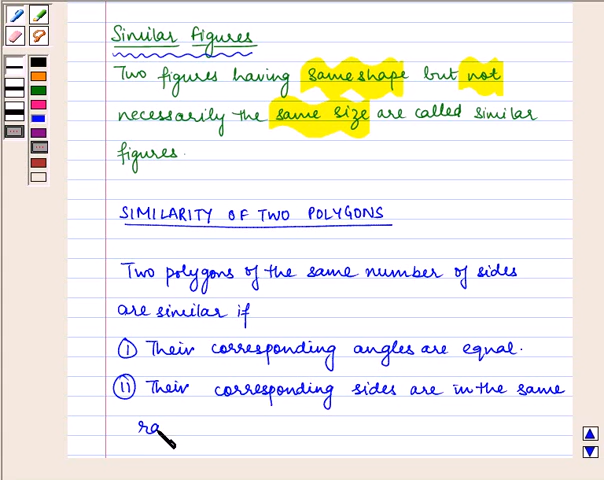 Similar Figures
Two figures having same shape but not
necessarily the same size are called similar
figures.
SIMILARITY OF TWO POLYGONS
Two polygons of the same number of sides
are similar if
(i) Their corresponding angles are equal.
(ii) Their corresponding sides are in the same
ra